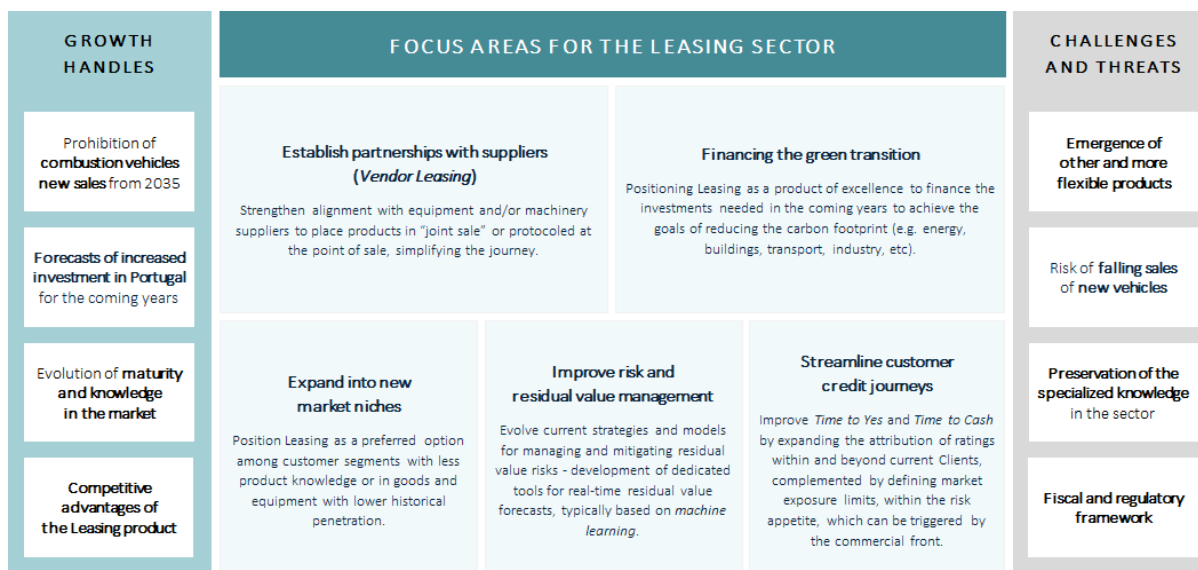 GROWTH
HANDLES
Prohibition of
combustion vehicles
new sales from 2035
Forecasts of increased
investment in Portugal
for the coming years
Evolution of maturity
and knowledge
in the market
Competitive
advantages of
the Leasing product
FOCUS AREAS FOR THE LEASING SECTOR
Establish partnerships with suppliers
(Vendor Leasing)
Strengthen alignment with equipment and/or machinery
suppliers to place products in “joint sale” or protocoled at
the point of sale, simplifying the journey.
Financing the green transition
Positioning Leasing as a product of excellence to finance the
investments needed in the coming years to achieve the
goals of reducing the carbon footprint (e.g. energy,
buildings, transport, industry, etc).
Expand into new
market niches
Position Leasing as a preferred option
among customer segments with less
product knowledge or in goods and
equipment with lower historical
penetration.
Improve risk and
residual value management
Evolve current strategies and models
for managing and mitigating residual
value risks - development of dedicated
tools for real-time residual value
forecasts, typically based on machine
learning.
Streamline customer
credit journeys
Improve Time to Yes and Time to Cash
by expanding the attribution of ratings
within and beyond current Clients,
complemented by defining market
exposure limits, within the risk
appetite, which can be triggered by
the commercial front.
CHALLENGES
AND THREATS
Emergence of
other and more
flexible products
Risk of falling sales
of new vehicles
Preservation of the
specialized knowledge
in the sector
Fiscal and regulatory
framework